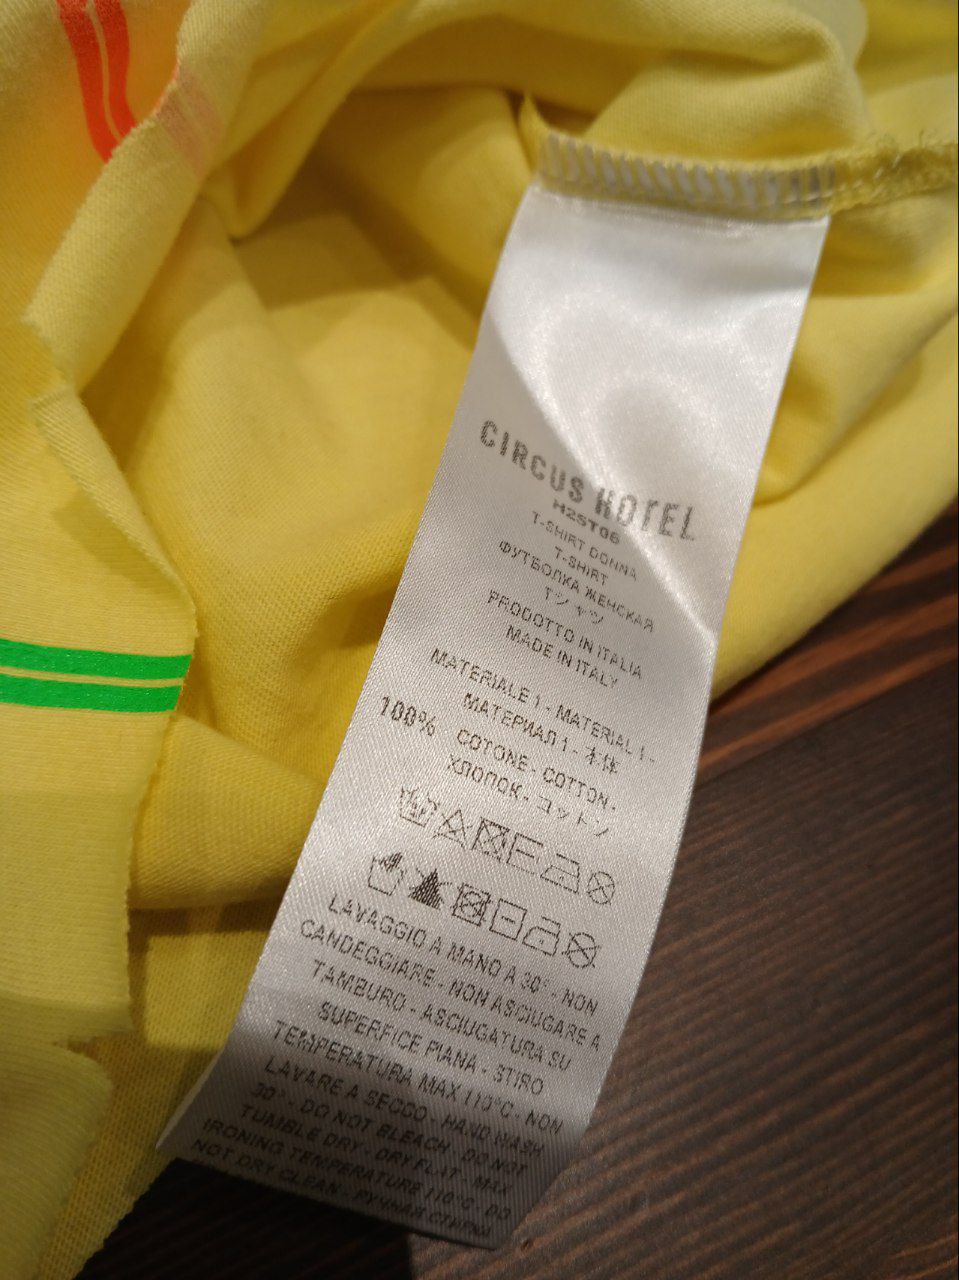 CIRCUS HOTEL
H2ST06
T-SHIRT DONNA
T-SHIRT
ФУТБОЛКА ЖЕНСКАЯ
Tシャツ
PRODOTTO IN ITALIA
MADE IN ITALY
MATERIALE 1 - MATERIAL 1 -
МАТЕРИАЛ 1 - 本体
100% COTONE - COTTON -
ХЛОПОК - コットン
LAVAGGIO A MANO A 30° - NON
CANDEGGIARE - NON ASCIUGARE A
TAMBURO - ASCIUGATURA SU
SUPERFICE PIANA - STIRO
TEMPERATURA MAX 110°C - NON
LAVARE A SECCO - HAND WASH
30° - DO NOT BLEACH - DO NOT
TUMBLE DRY - DRY FLAT - MAX
IRONING TEMPERATURE 110°C - DO
NOT DRY CLEAN - РУЧНАЯ СТИРКА